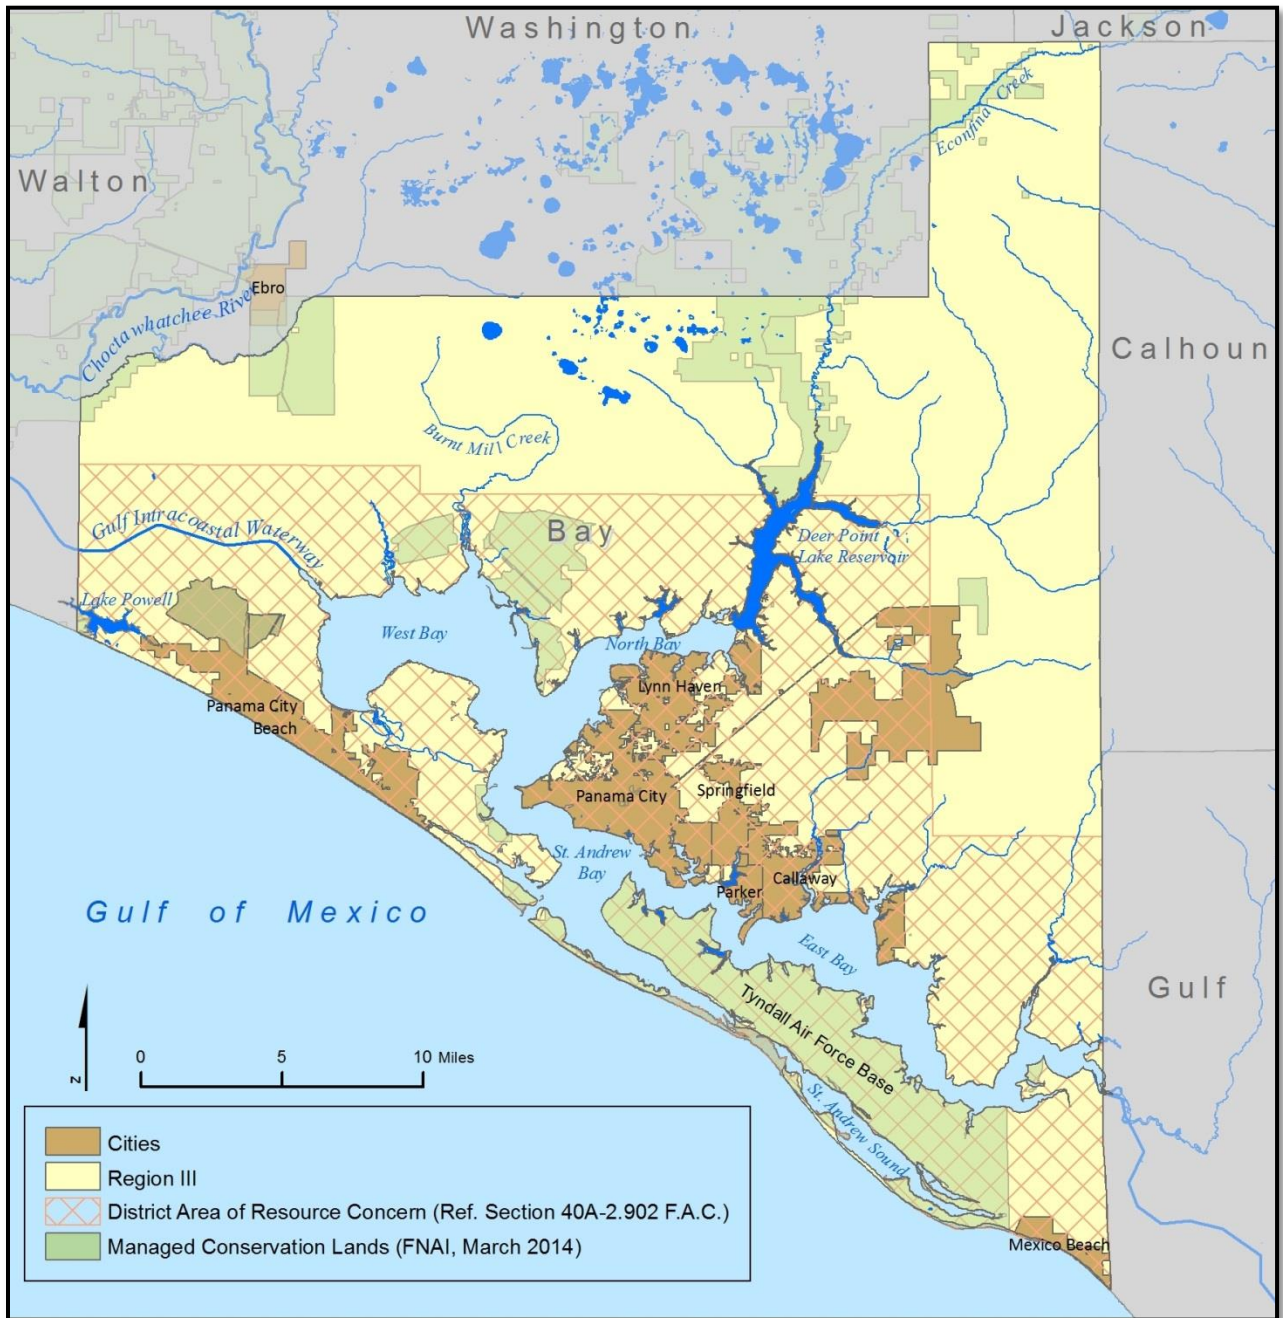 Washington
Jackson
Econfina Creek
Walton
Ebro
Choctawhatchee River
Calhoun
Burnt Mill Creek
Gulf Intracoastal Waterway
Bay
Deer Point
Lake Reservoir
Lake Powell
West Bay
North Bay
Lynn Haven
Panama City
Beach
Panama City
Springfield
St. Andrew
Bay
Parker
Callaway
Gulf of Mexico
East Bay
Gulf
Tyndall Air Force Base
St. Andrew Sound
z
0 5 10 Miles
Cities
Region III
District Area of Resource Concern (Ref. Section 40A-2.902 F.A.C.)
Managed Conservation Lands (FNAI, March 2014)
Mexico Beach